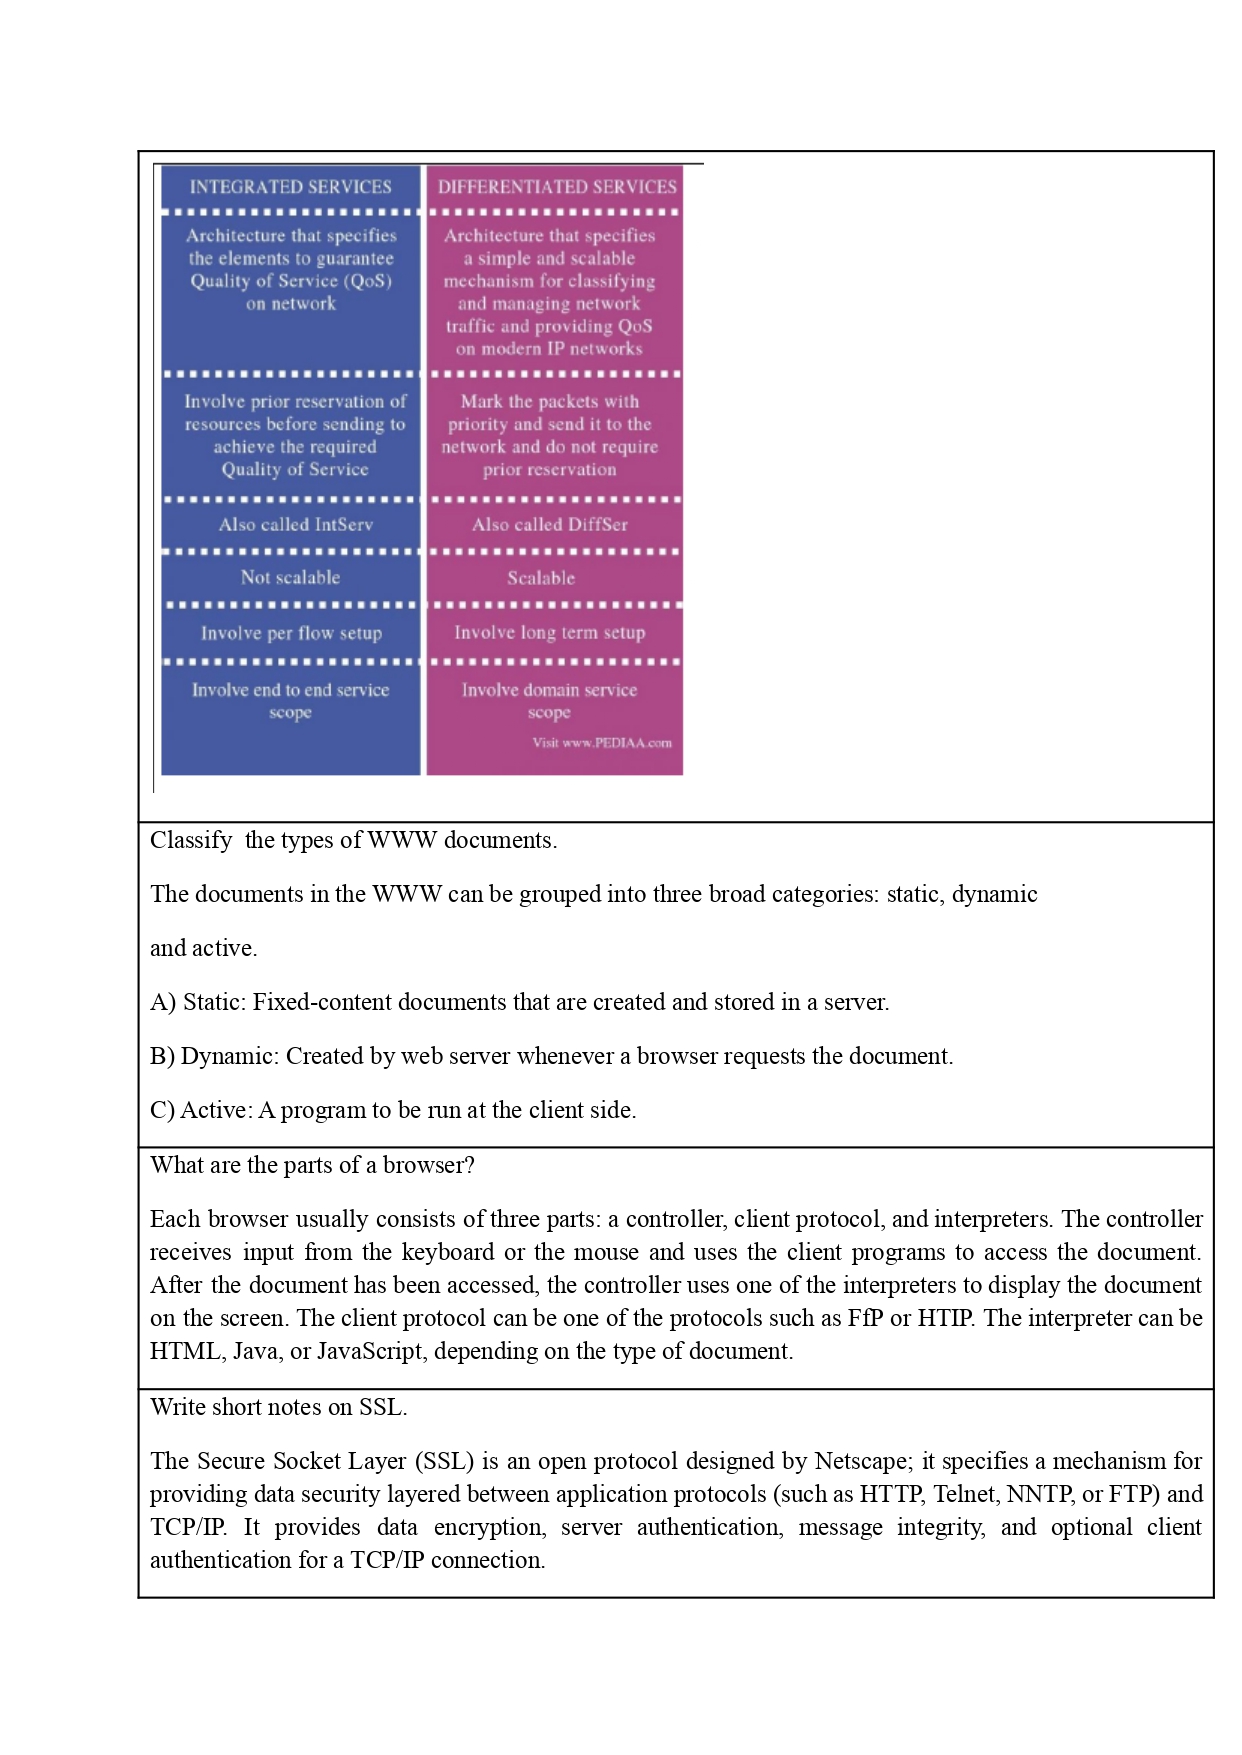 INTEGRATED SERVICES
Architecture that specifies
the elements to guarantee
Quality of Service (QoS)
on network
Involve prior reservation of
resources before sending to
achieve the required
Quality of Service
Also called IntServ
Not scalable
Involve per flow setup
Involve end to end service
scope
DIFFERENTIATED SERVICES
Architecture that specifies
a simple and scalable
mechanism for classifying
and managing network
traffic and providing QoS
on modern IP networks
Mark the packets with
priority and send it to the
network and do not require
prior reservation
Also called DiffSer
Scalable
Involve long term setup
Involve domain service
scope
Visit www.PEDIAA.com
Classify  the types of WWW documents.
The documents in the WWW can be grouped into three broad categories: static, dynamic
and active.
A) Static: Fixed-content documents that are created and stored in a server.
B) Dynamic: Created by web server whenever a browser requests the document.
C) Active: A program to be run at the client side.
What are the parts of a browser?
Each browser usually consists of three parts: a controller, client protocol, and interpreters. The controller
receives input from the keyboard or the mouse and uses the client programs to access the document.
After the document has been accessed, the controller uses one of the interpreters to display the document
on the screen. The client protocol can be one of the protocols such as FfP or HTIP. The interpreter can be
HTML, Java, or JavaScript, depending on the type of document.
Write short notes on SSL.
The Secure Socket Layer (SSL) is an open protocol designed by Netscape; it specifies a mechanism for
providing data security layered between application protocols (such as HTTP, Telnet, NNTP, or FTP) and
TCP/IP. It provides data encryption, server authentication, message integrity, and optional client
authentication for a TCP/IP connection.